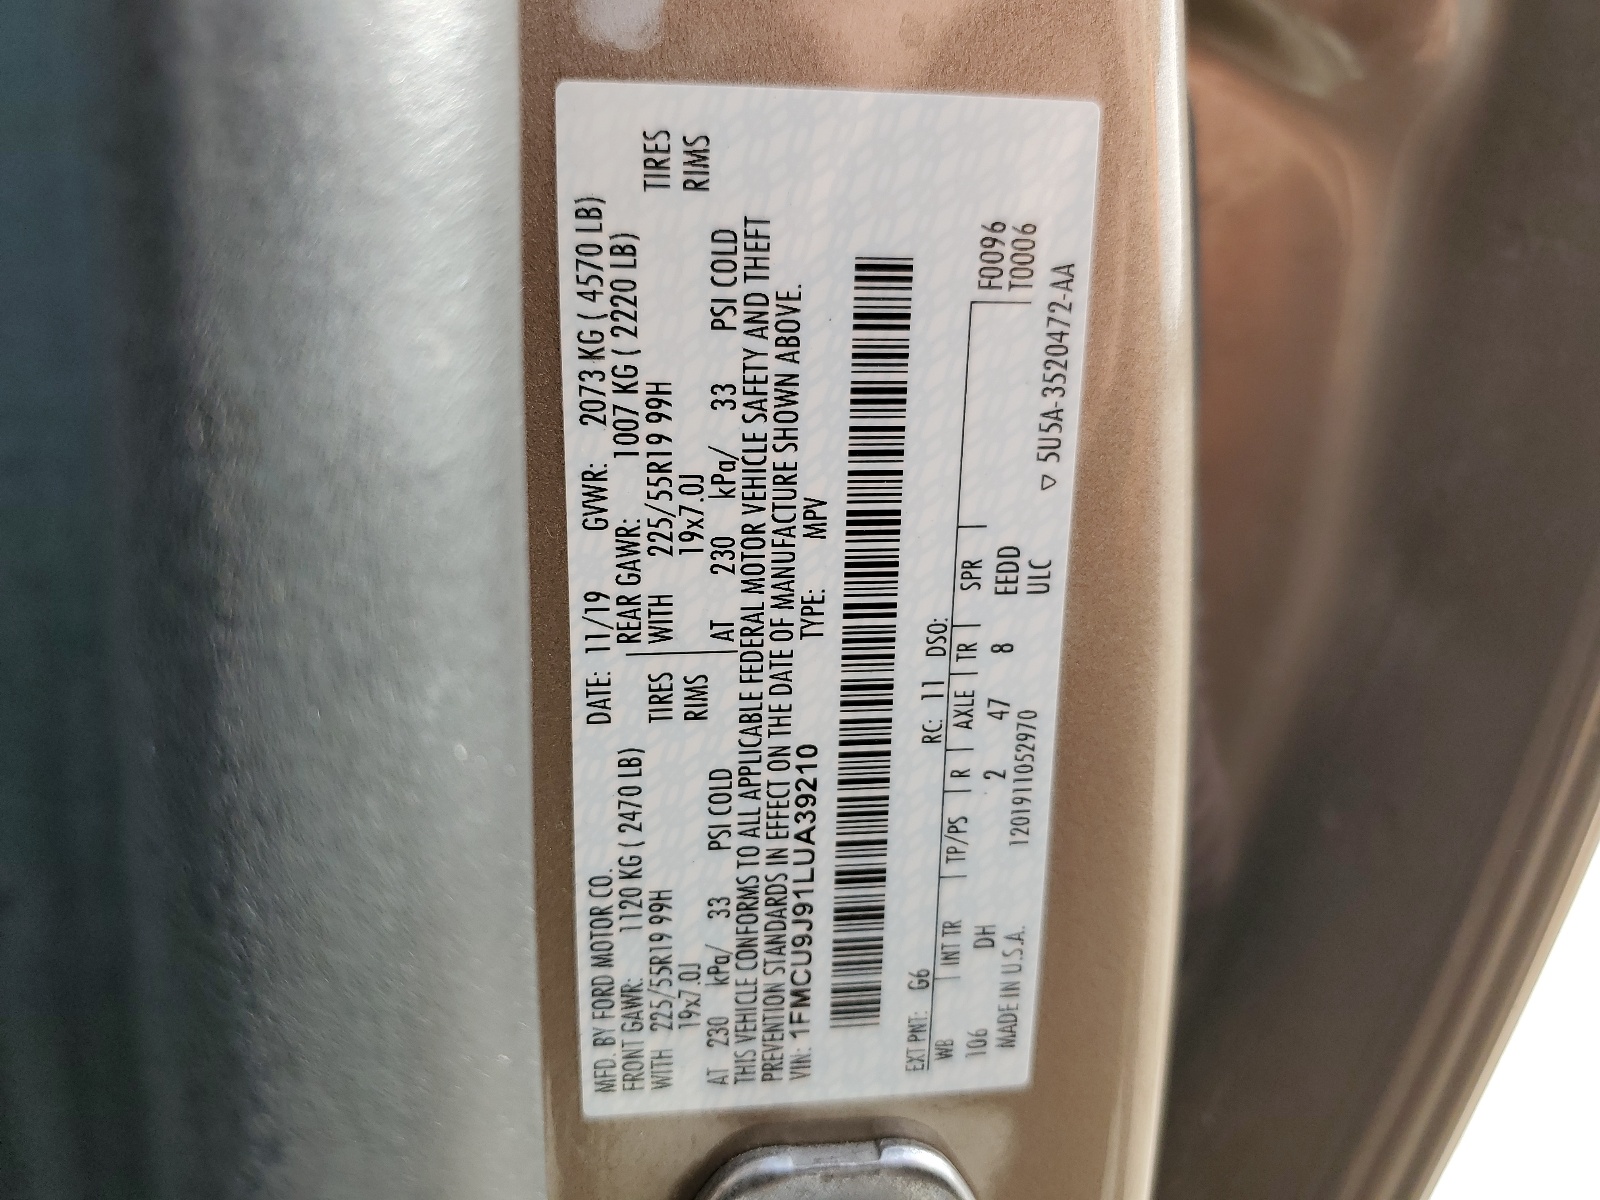 MFD. BY FORD MOTOR CO. DATE: 11/19 GVWR: 2073 KG ( 4570 LB)
FRONT GAWR: 1120 KG ( 2470 LB) REAR GAWR: 1007 KG ( 2220 LB)
WITH 225/55R19 99H TIRES WITH 225/55R19 99H TIRES
19x7.0J RIMS 19x7.0J RIMS
AT 230 kPa/ 33 PSI COLD AT 230 kPa/ 33 PSI COLD
THIS VEHICLE CONFORMS TO ALL APPLICABLE FEDERAL MOTOR VEHICLE SAFETY AND THEFT
PREVENTION STANDARDS IN EFFECT ON THE DATE OF MANUFACTURE SHOWN ABOVE.
VIN: 1FMCU9J91LUA39210 TYPE: MPV
EXT PNT: G6 RC: 11 DSO:
WB INT TR TP/PS R AXLE TR SPR F0096
106 DH 2 47 8 EEDD T0006
MADE IN U.S.A. 1201911052970 ULC
▽ 5U5A-3520472-AA